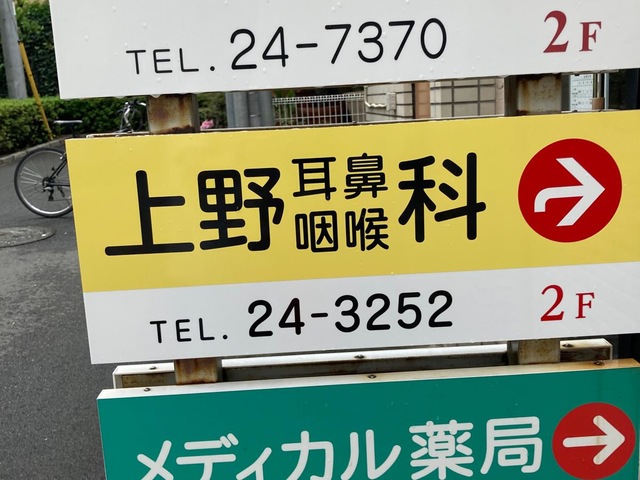 TEL. 24-7370 2F
上野耳鼻咽喉科
TEL. 24-3252 2F
メディカル薬局